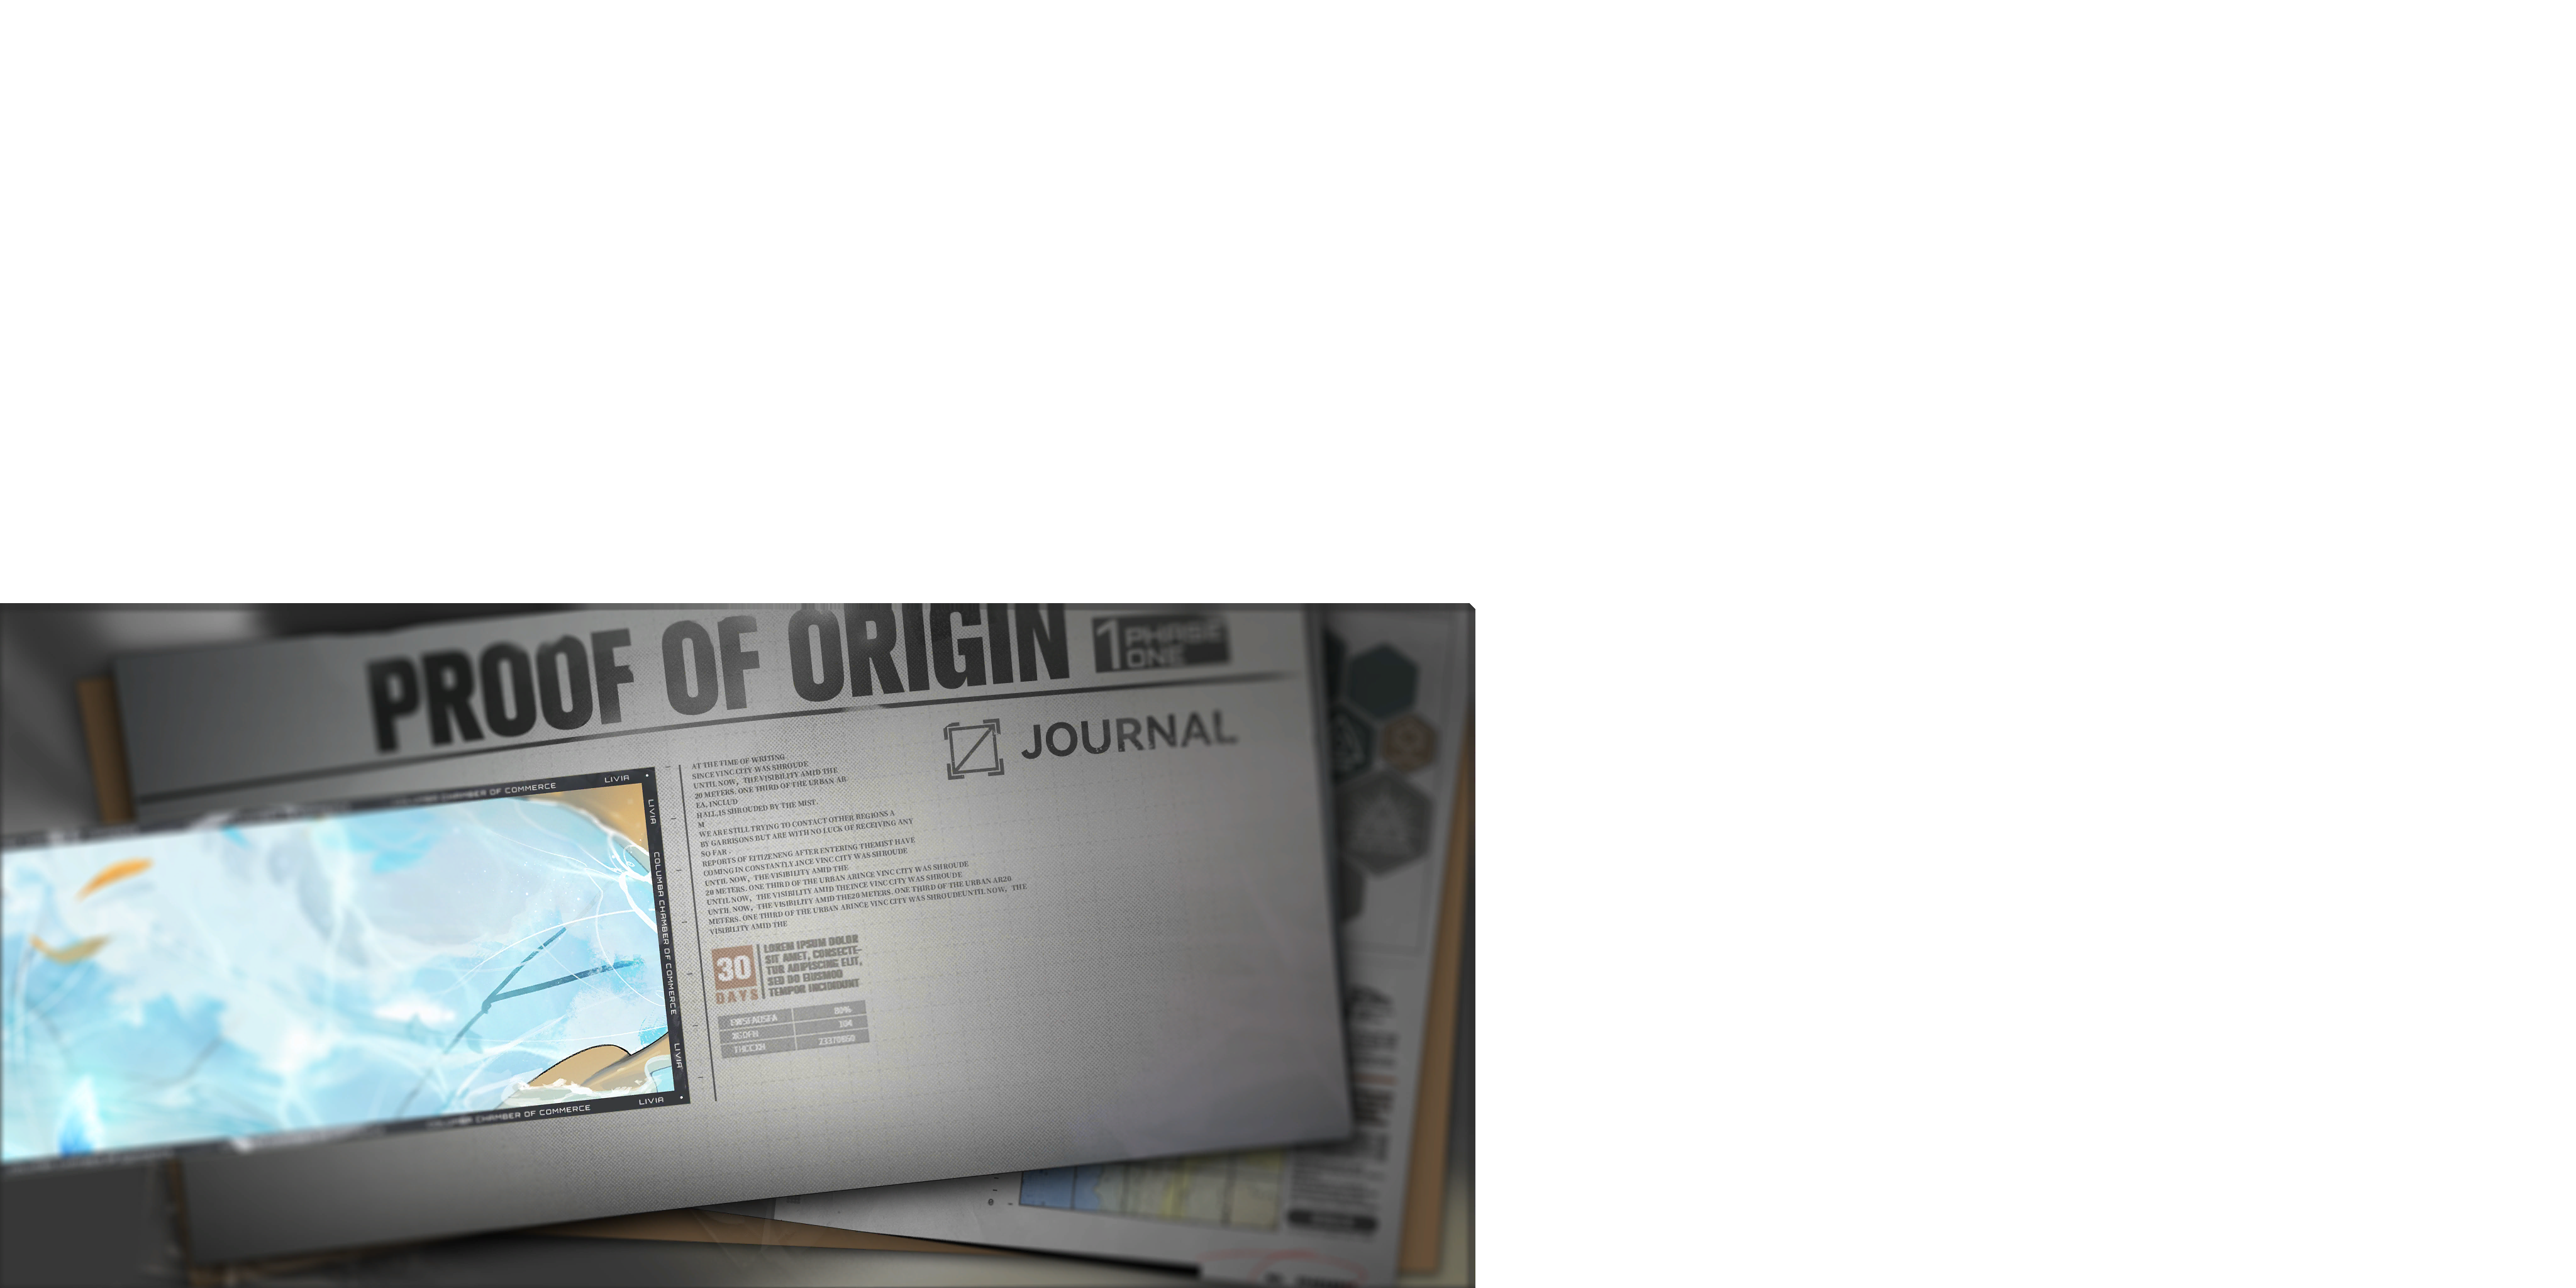 PROOF OF ORIGIN
1 PHASE ONE
JOURNAL
AT THE TIME OF WRITING
SINCE VINC CITY WAS SHROUDE
UNTIL NOW, THE VISIBILITY AMID THE
20 METERS. ONE THIRD OF THE URBAN AR
EA, INCLUD
HALL,IS SHROUDED BY THE MIST.
M
WE ARE STILL TRYING TO CONTACT OTHER REGIONS A
BY GARRISONS BUT ARE WITH NO LUCK OF RECEIVING ANY
SO FAR
REPORTS OF AFTER ENTERING THEMIST HAVE
COMING IN CONSTANTLY VINC CITY WAS SHROUDE
UNTIL NOW, THE VISIBILITY AMID THE
20 METERS. ONE THIRD OF THE URBAN ARINCE VINC CITY WAS SHROUDE
UNTIL NOW, THE VISIBILITY AMID THEINCE VINC CITY WAS SHROUDE
UNTIL NOW, THE VISIBILITY AMID THE20 METERS. ONE THIRD OF THE URBAN AR20
METERS. ONE THIRD OF THE URBAN ARINCE VINC CITY WAS SHROUDEUNTIL NOW, THE
VISIBILITY AMID THE
30
DAYS
LOREM IPSUM DOLOR
SIT AMET, CONSECTE-
TUR ADIPISCING ELIT,
SED DO EIUSMOD
TEMPOR INCIDIDUNT
80%
104
23370860
CHAMBER OF COMMERCE LIVIA
LIVIA COLUMBIA CHAMBER OF COMMERCE LIVIA
CHAMBER OF COMMERCE LIVIA